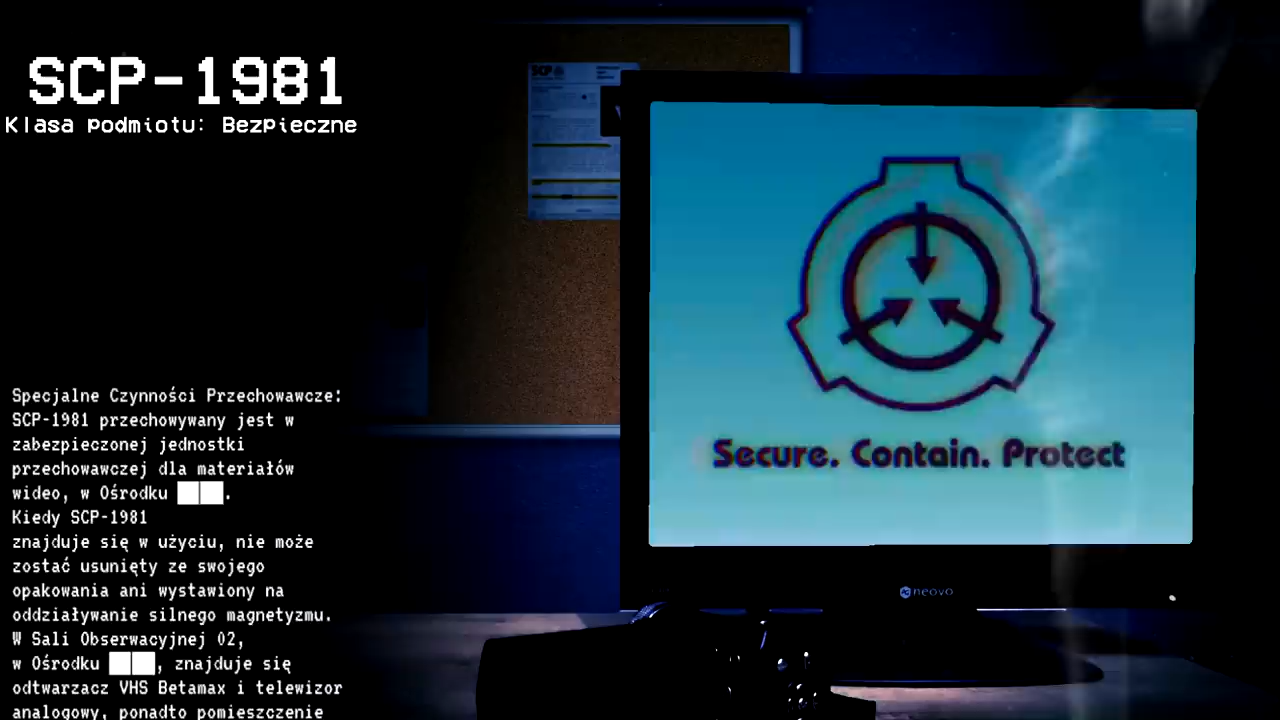 SCP-1981
Klasa podmiotu: Bezpieczne
SCP
Secure. Contain. Protect
neovo
Specjalne Czynności Przechowawcze:
SCP-1981 przechowywany jest w
zabezpieczonej jednostki
przechowawczej dla materiałów
wideo, w Ośrodku ██.
Kiedy SCP-1981
znajduje się w użyciu, nie może
zostać usunięty ze swojego
opakowania ani wystawiony na
oddziaływanie silnego magnetyzmu.
W Sali Obserwacyjnej 02,
w Ośrodku ██, znajduje się
odtwarzacz VHS Betamax i telewizor
analogowy, ponadto pomieszczenie